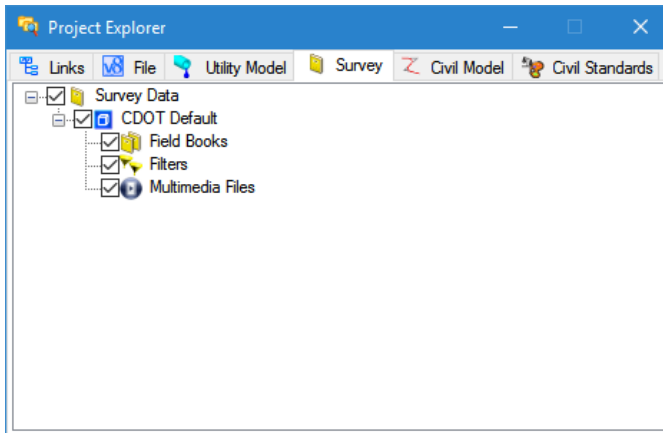 Project Explorer
Links v8 File Utility Model Survey Civil Model Civil Standards
Survey Data
CDOT Default
Field Books
Filters
Multimedia Files